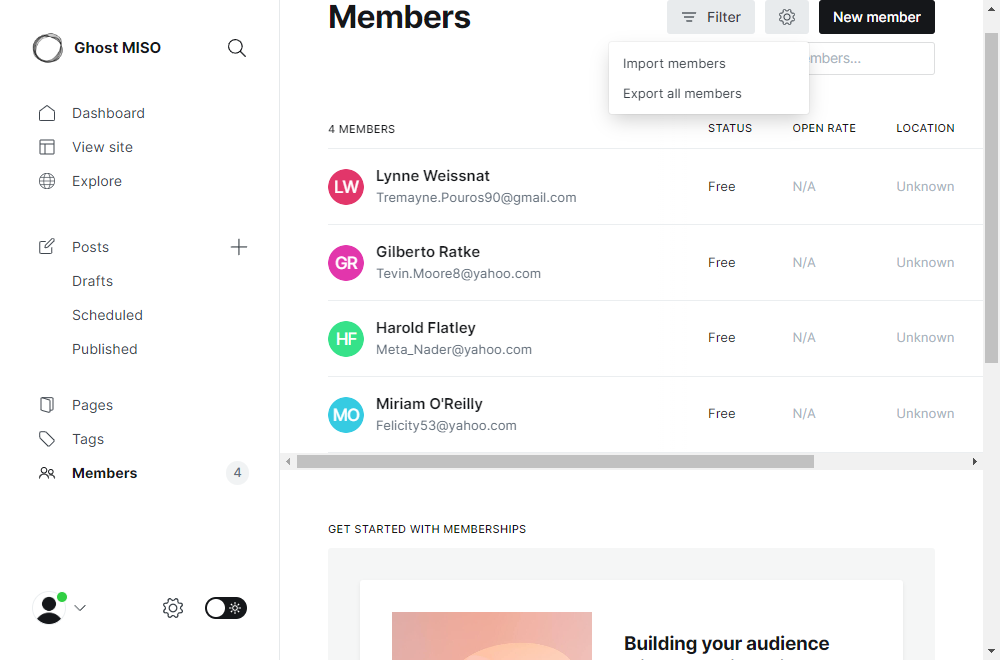 Ghost MISO
Dashboard
View site
Explore
Posts
Drafts
Scheduled
Published
Pages
Tags
Members
4
Members
Filter
New member
Import members
Export all members
4 MEMBERS
STATUS
OPEN RATE
LOCATION
LW
Lynne Weissnat
Tremayne.Pouros90@gmail.com
Free
N/A
Unknown
GR
Gilberto Ratke
Tevin.Moore8@yahoo.com
Free
N/A
Unknown
HF
Harold Flatley
Meta_Nader@yahoo.com
Free
N/A
Unknown
MO
Miriam O'Reilly
Felicity53@yahoo.com
Free
N/A
Unknown
GET STARTED WITH MEMBERSHIPS
Building your audience